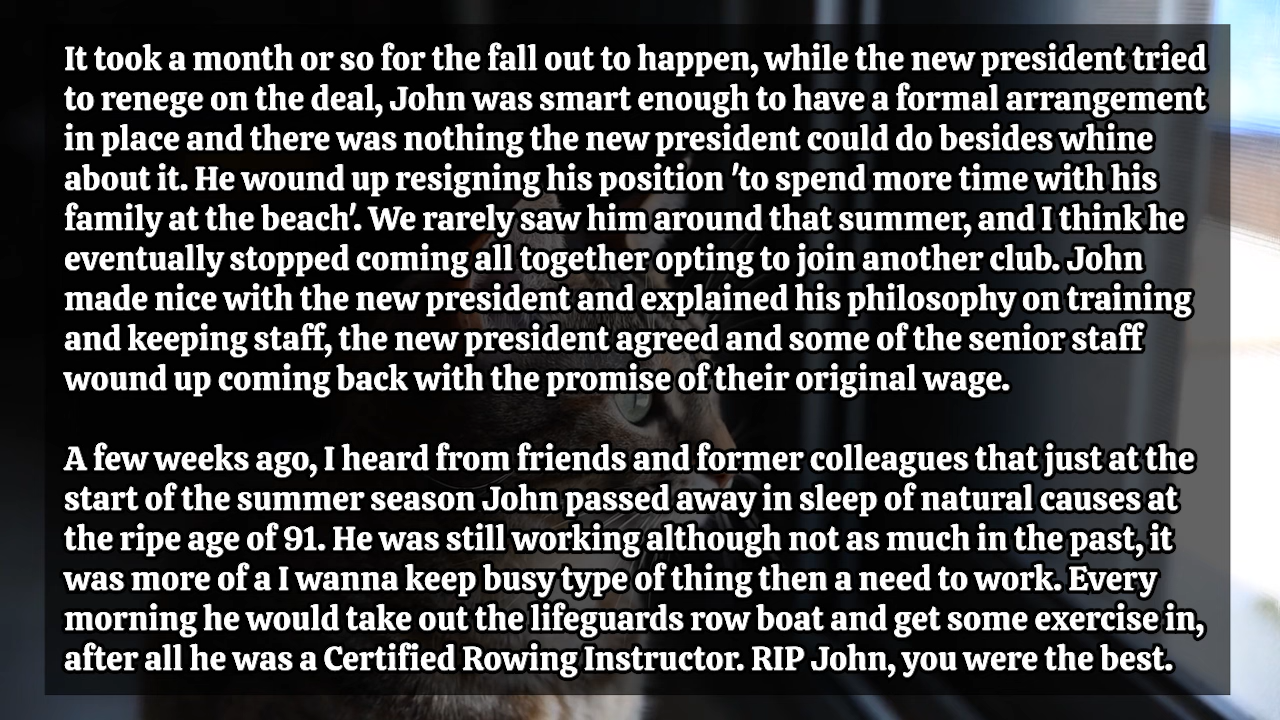 It took a month or so for the fall out to happen, while the new president tried
to renege on the deal, John was smart enough to have a formal arrangement
in place and there was nothing the new president could do besides whine
about it. He wound up resigning his position 'to spend more time with his
family at the beach'. We rarely saw him around that summer, and I think he
eventually stopped coming all together opting to join another club. John
made nice with the new president and explained his philosophy on training
and keeping staff, the new president agreed and some of the senior staff
wound up coming back with the promise of their original wage.

A few weeks ago, I heard from friends and former colleagues that just at the
start of the summer season John passed away in sleep of natural causes at
the ripe age of 91. He was still working although not as much in the past, it
was more of a I wanna keep busy type of thing then a need to work. Every
morning he would take out the lifeguards row boat and get some exercise in,
after all he was a Certified Rowing Instructor. RIP John, you were the best.